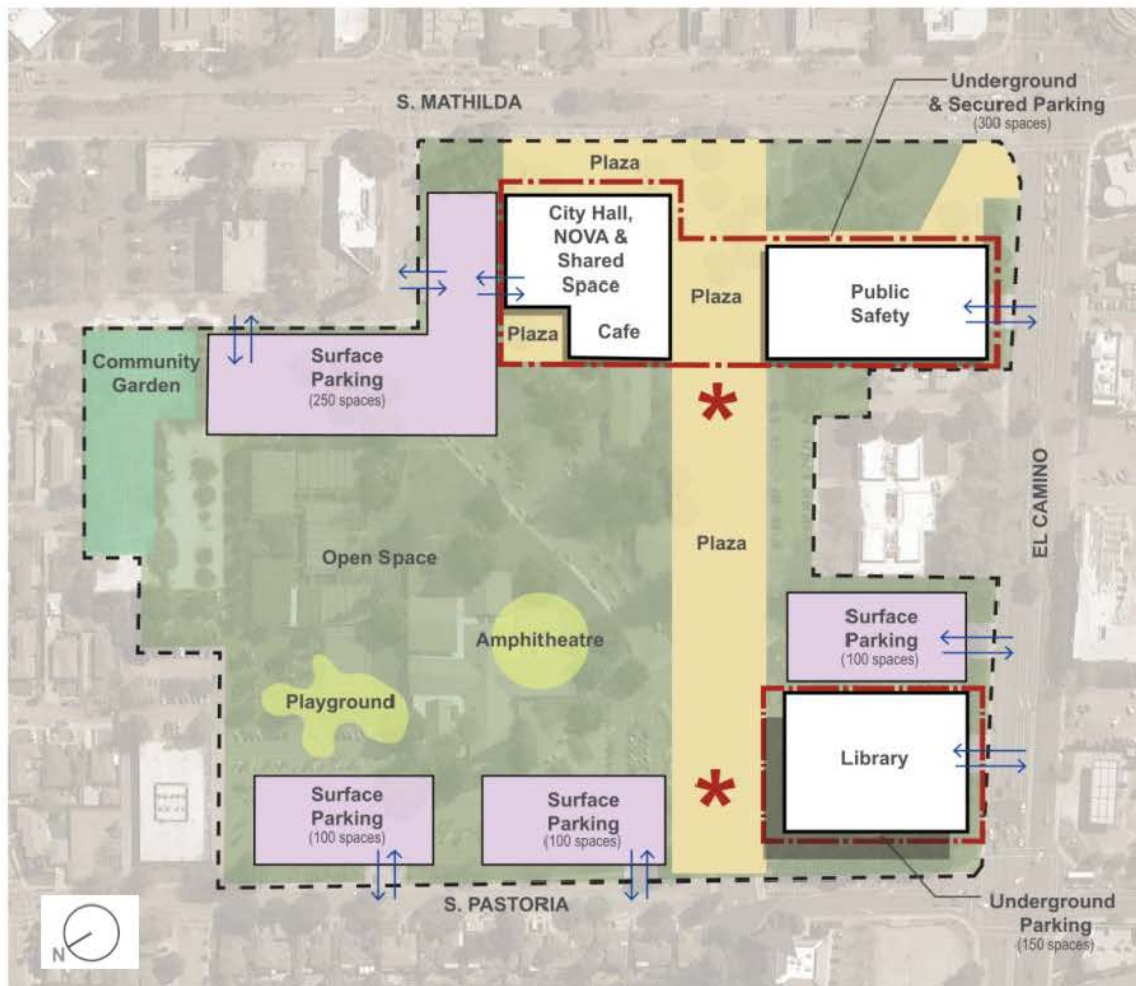 S. MATHILDA
Underground
& Secured Parking
(300 spaces)
Plaza
City Hall,
NOVA &
Shared
Space
Cafe
Plaza
Plaza
Public
Safety
Community
Garden
Surface
Parking
(250 spaces)
*
EL CAMINO
Open Space
Plaza
Amphitheatre
Playground
Surface
Parking
(100 spaces)
Library
*
Surface
Parking
(100 spaces)
Surface
Parking
(100 spaces)
S. PASTORIA
Underground
Parking
(150 spaces)
N